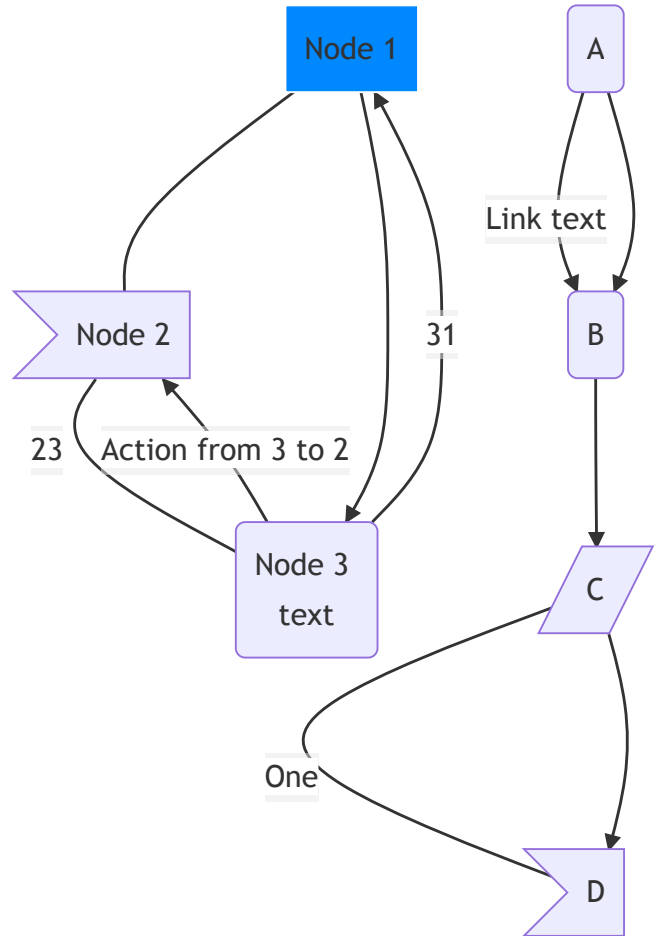 Node 1
A
Link text
Node 2
31
B
23
Action from 3 to 2
Node 3
text
C
One
D